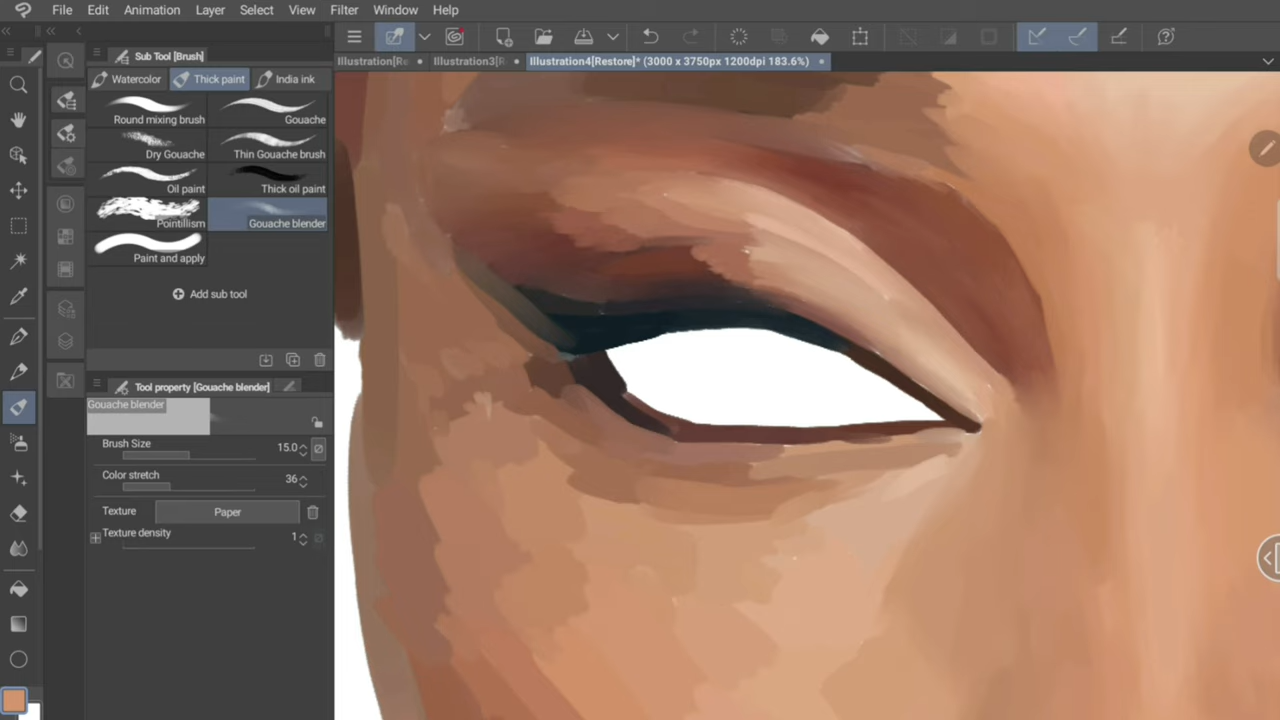 File Edit Animation Layer Select View Filter Window Help
Sub Tool [Brush]
Illustration[Re
Illustration3[R
Illustration4[Restore]* (3000 x 3750px 1200dpi 183.6%)
Watercolor Thick paint India ink
Round mixing brush Gouache
Dry Gouache Thin Gouache brush
Oil paint Thick oil paint
Pointillism Gouache blender
Paint and apply
Add sub tool
Tool property [Gouache blender]
Gouache blender
Brush Size 15.0
Color stretch 36
Texture Paper
Texture density 1